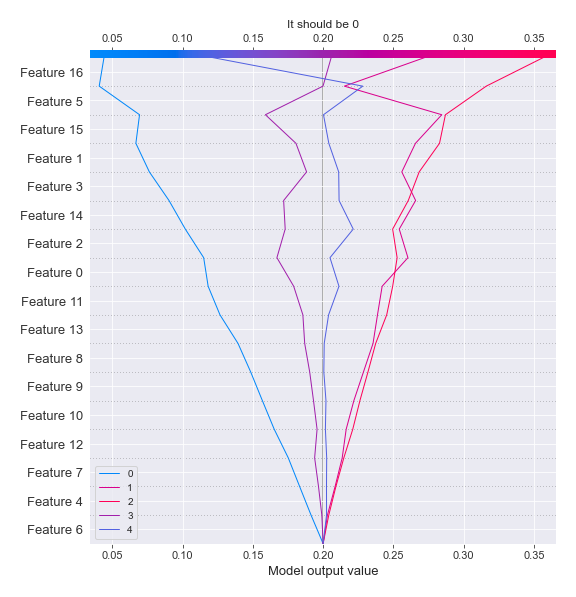 It should be 0
0.05 0.10 0.15 0.20 0.25 0.30 0.35
Feature 16
Feature 5
Feature 15
Feature 1
Feature 3
Feature 14
Feature 2
Feature 0
Feature 11
Feature 13
Feature 8
Feature 9
Feature 10
Feature 12
Feature 7
Feature 4
Feature 6
0
1
2
3
4
0.05 0.10 0.15 0.20 0.25 0.30 0.35
Model output value